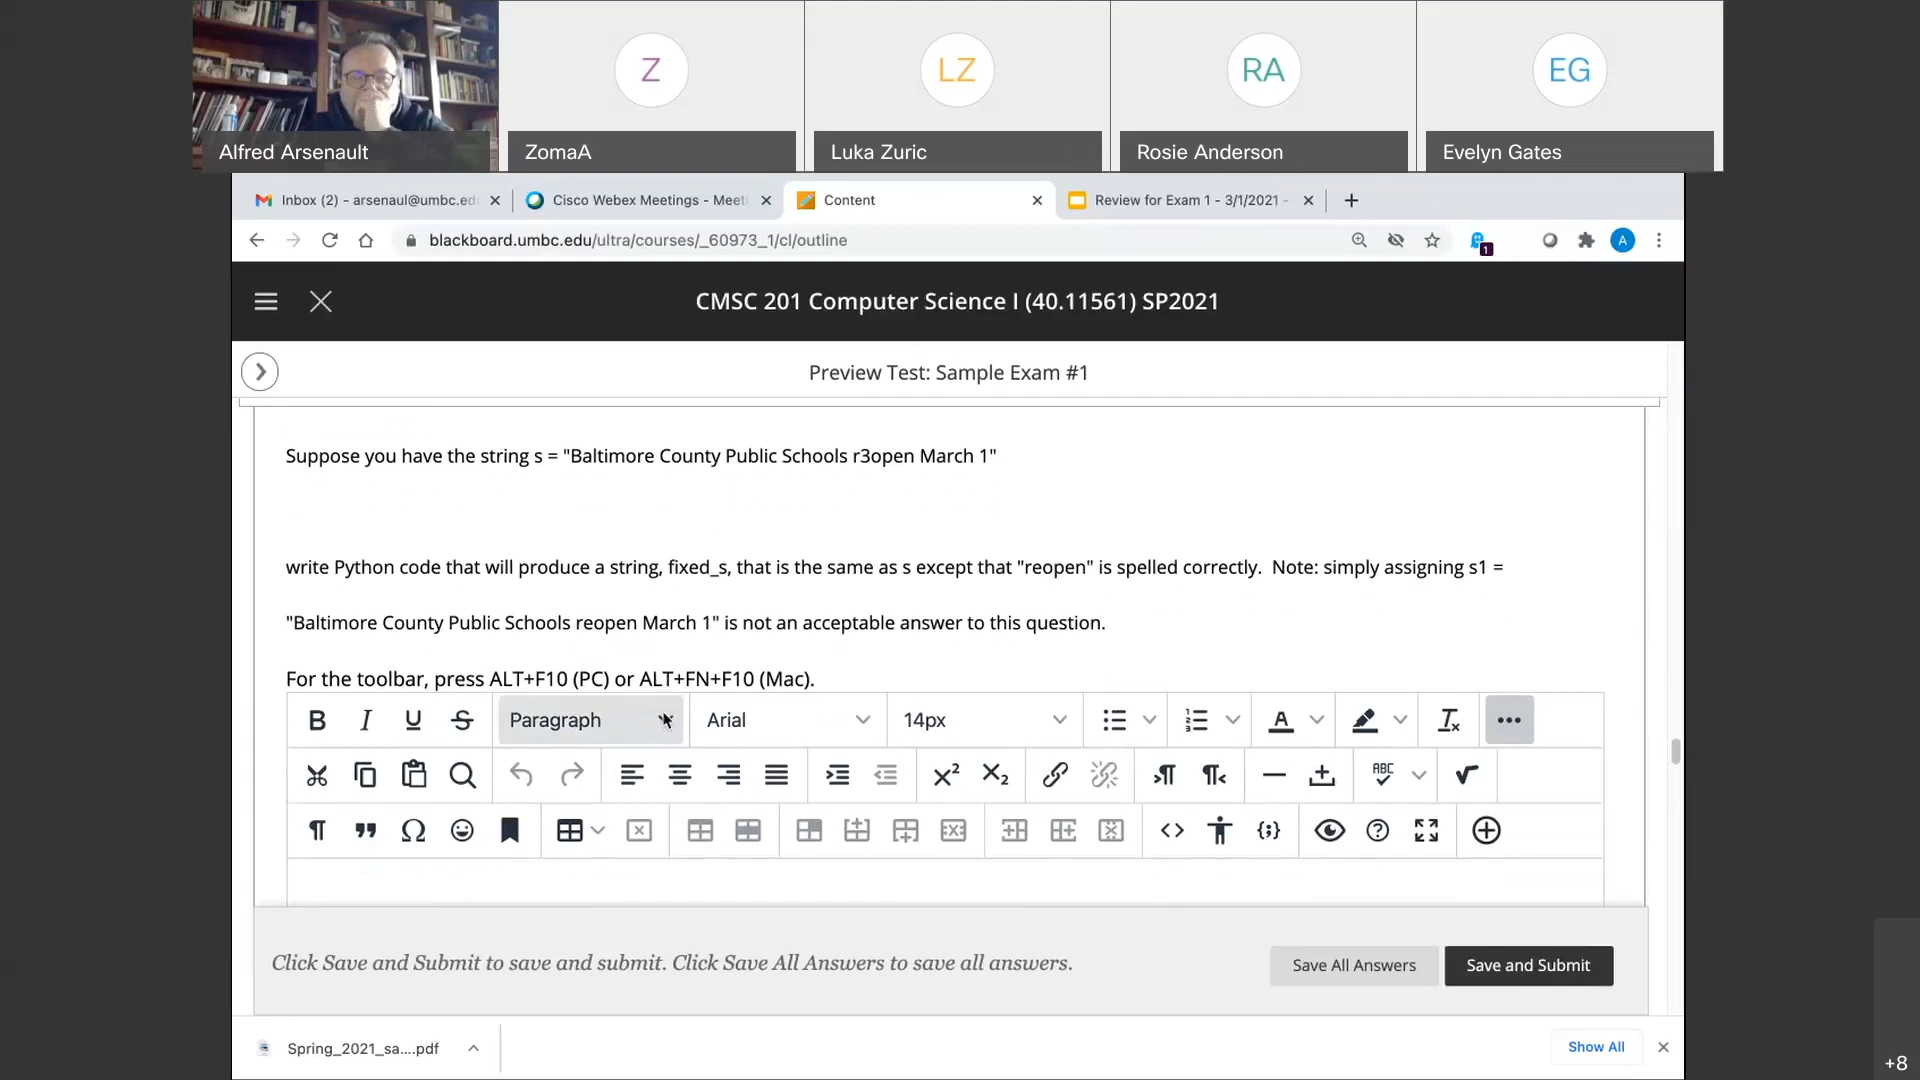 Z
LZ
RA
EG
Alfred Arsenault
ZomaA
Luka Zuric
Rosie Anderson
Evelyn Gates
Inbox (2) - arsenaul@umbc.ed
Cisco Webex Meetings - Meeti
Content
Review for Exam 1 - 3/1/2021 -
blackboard.umbc.edu/ultra/courses/_60973_1/cl/outline
1
A
CMSC 201 Computer Science I (40.11561) SP2021
Preview Test: Sample Exam #1
Suppose you have the string s = "Baltimore County Public Schools r3open March 1"
write Python code that will produce a string, fixed_s, that is the same as s except that "reopen" is spelled correctly.  Note: simply assigning s1 =
"Baltimore County Public Schools reopen March 1" is not an acceptable answer to this question.
For the toolbar, press ALT+F10 (PC) or ALT+FN+F10 (Mac).
B I U S Paragraph Arial 14px A Tx
X² X₂ ABC
Click Save and Submit to save and submit. Click Save All Answers to save all answers.
Save All Answers
Save and Submit
Spring_2021_sa....pdf
Show All
+8